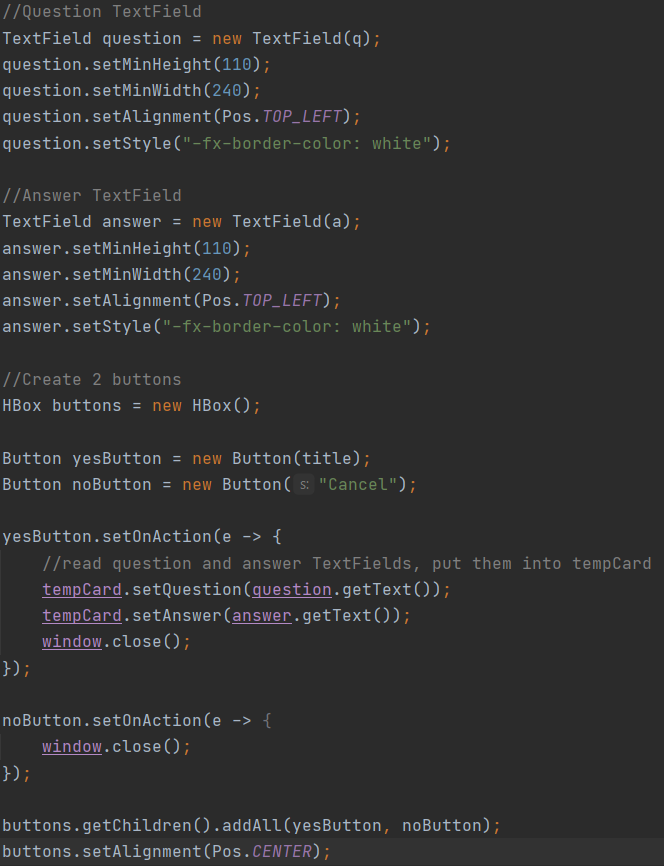 //Question TextField
TextField question = new TextField(q);
question.setMinHeight(110);
question.setMinWidth(240);
question.setAlignment(Pos.TOP_LEFT);
question.setStyle("-fx-border-color: white");

//Answer TextField
TextField answer = new TextField(a);
answer.setMinHeight(110);
answer.setMinWidth(240);
answer.setAlignment(Pos.TOP_LEFT);
answer.setStyle("-fx-border-color: white");

//Create 2 buttons
HBox buttons = new HBox();

Button yesButton = new Button(title);
Button noButton = new Button( s: "Cancel");

yesButton.setOnAction(e -> {
    //read question and answer TextFields, put them into tempCard
    tempCard.setQuestion(question.getText());
    tempCard.setAnswer(answer.getText());
    window.close();
});

noButton.setOnAction(e -> {
    window.close();
});

buttons.getChildren().addAll(yesButton, noButton);
buttons.setAlignment(Pos.CENTER);